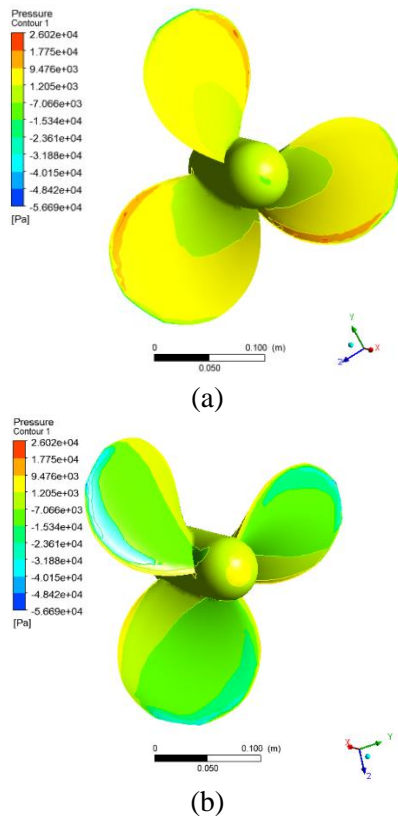 Pressure
Contour 1
2.602e+04
1.775e+04
9.476e+03
1.205e+03
-7.066e+03
-1.534e+04
-2.361e+04
-3.188e+04
-4.015e+04
-4.842e+04
-5.669e+04
[Pa]
0 0.100 (m)
0.050
Y
X
Z
(a)
Pressure
Contour 1
2.602e+04
1.775e+04
9.476e+03
1.205e+03
-7.066e+03
-1.534e+04
-2.361e+04
-3.188e+04
-4.015e+04
-4.842e+04
-5.669e+04
[Pa]
0 0.100 (m)
0.050
X Y
Z
(b)